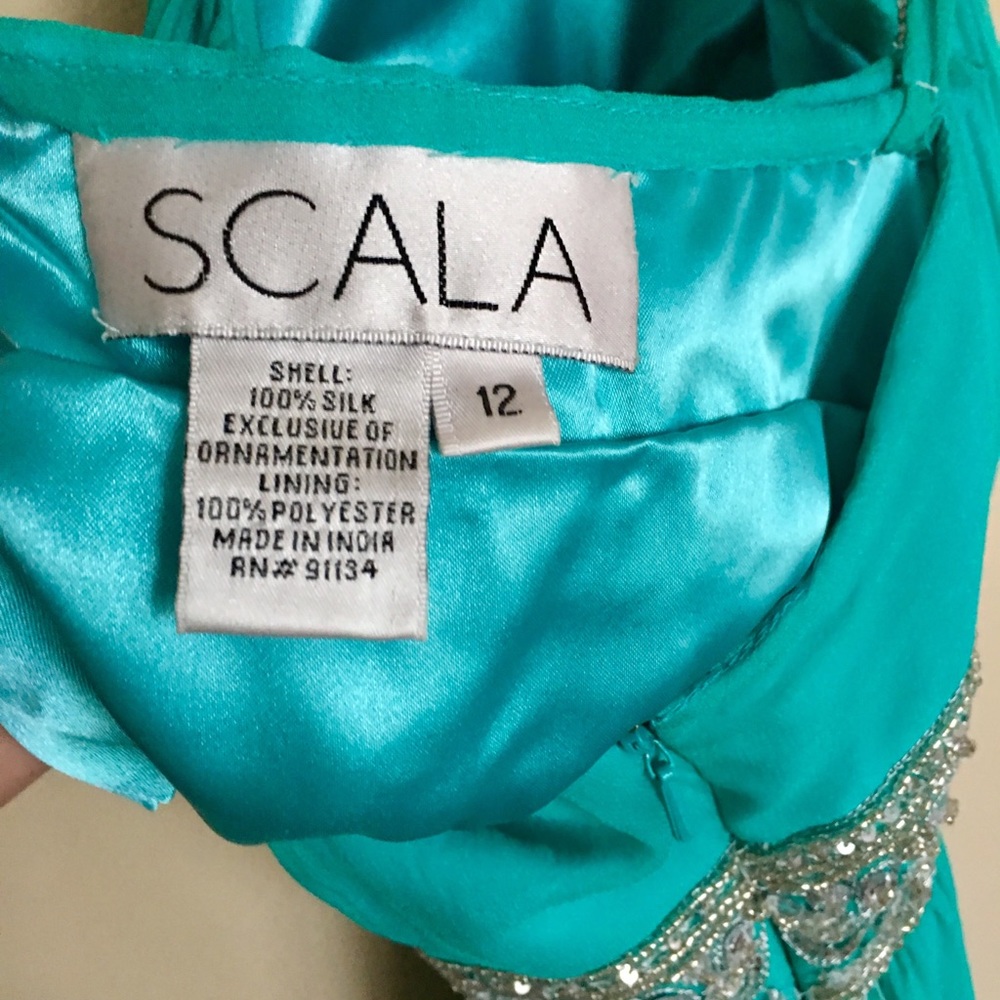 SCALA
SHELL:
100% SILK
EXCLUSIVE OF
ORNAMENTATION
LINING:
100% POLYESTER
MADE IN INDIA
RN# 91134
12